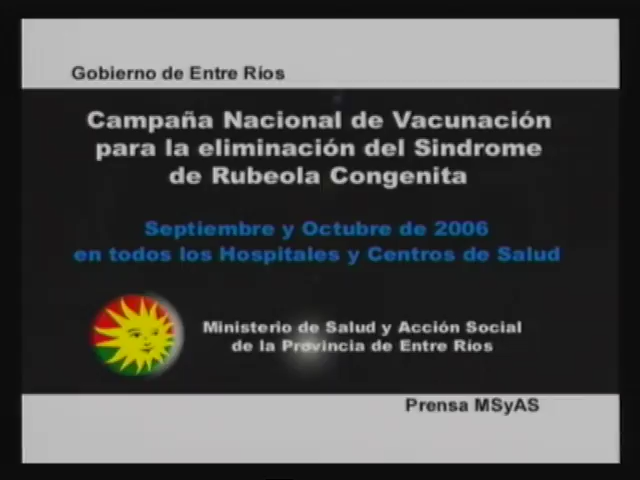 Gobierno de Entre Ríos
Campaña Nacional de Vacunación
para la eliminación del Sindrome
de Rubeola Congenita
Septiembre y Octubre de 2006
en todos los Hospitales y Centros de Salud
Ministerio de Salud y Acción Social
de la Provincia de Entre Ríos
Prensa MSyAS